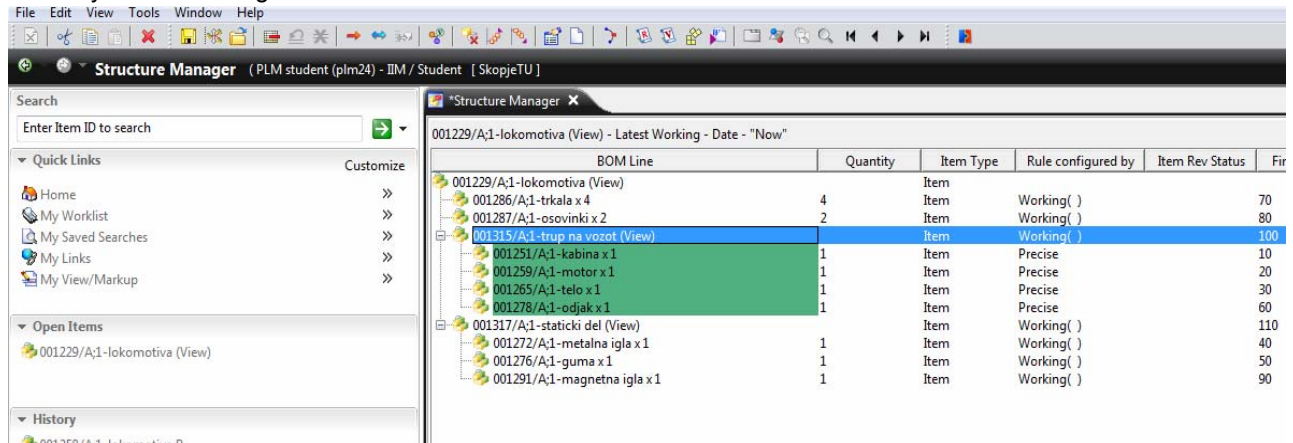 File Edit View Tools Window Help
Structure Manager ( PLM student (plm24) - IIM / Student [ SkopjeTU ]
Search
Enter Item ID to search
Quick Links Customize
Home »
My Worklist »
My Saved Searches »
My Links »
My View/Markup »
Open Items
001229/A;1-lokomotiva (View)
History
*Structure Manager
001229/A;1-lokomotiva (View) - Latest Working - Date - "Now"
BOM Line Quantity Item Type Rule configured by Item Rev Status
001229/A;1-lokomotiva (View) Item
001286/A;1-trkala x 4 4 Item Working( ) 70
001287/A;1-osovinki x 2 2 Item Working( ) 80
001315/A;1-trup na vozot (View) Item Working( ) 100
001251/A;1-kabina x 1 1 Item Precise 10
001259/A;1-motor x 1 1 Item Precise 20
001265/A;1-telo x 1 1 Item Precise 30
001278/A;1-odjak x 1 1 Item Precise 60
001317/A;1-staticki del (View) Item Working( ) 110
001272/A;1-metalna igla x 1 1 Item Working( ) 40
001276/A;1-guma x 1 1 Item Working( ) 50
001291/A;1-magnetna igla x 1 1 Item Working( ) 90